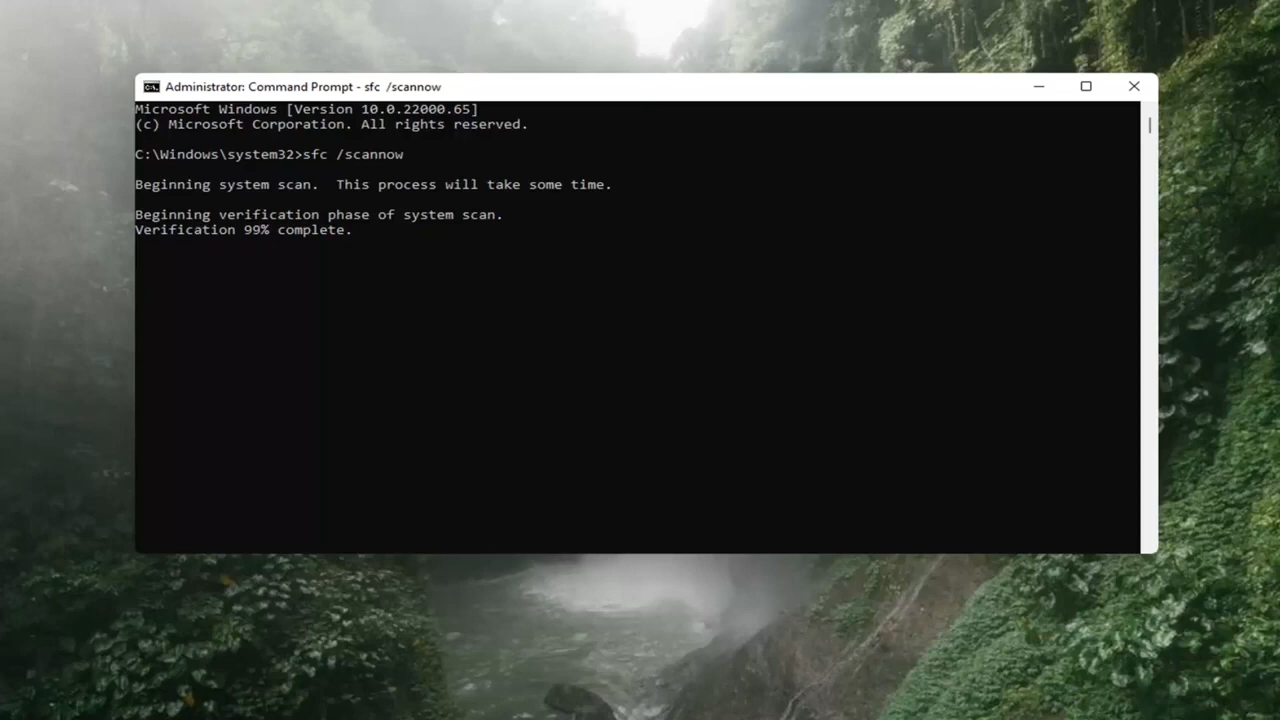 Administrator: Command Prompt - sfc  /scannow
Microsoft Windows [Version 10.0.22000.65]
(c) Microsoft Corporation. All rights reserved.
C:\Windows\system32>sfc /scannow
Beginning system scan.  This process will take some time.
Beginning verification phase of system scan.
Verification 99% complete.